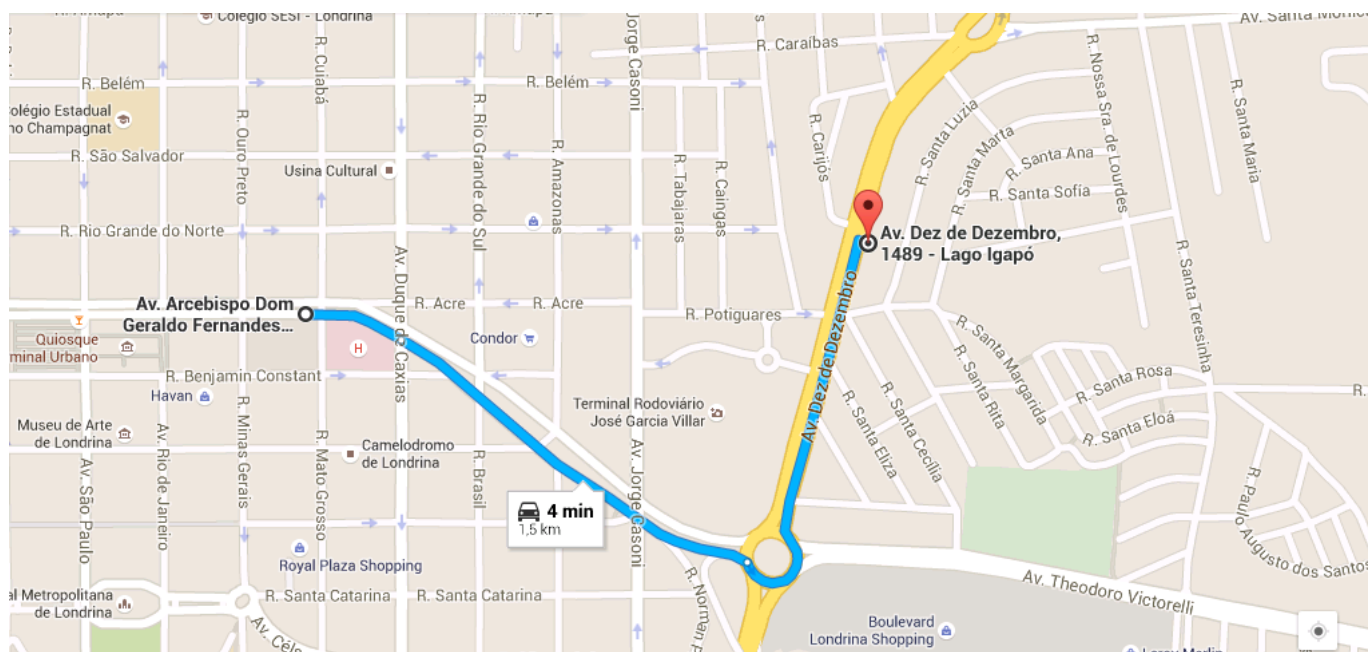 Colégio SESI - Londrina
Av. Santa Mônica
R. Caraíbas
R. Belém
R. Belém
R. Cuiabá
Jorge Casoni
Colégio Estadual
no Champagnat
R. São Salvador
R. Ouro Preto
Usina Cultural
R. Rio Grande do Sul
R. Amazonas
R. Tabajaras
R. Caingas
R. Carijós
R. Santa Luzia
R. Santa Marta
R. Santa Ana
R. Santa Sofía
R. Nossa Sra. de Lourdes
R. Santa Maria
R. Rio Grande do Norte
Av. Duque de Caxias
Av. Dez de Dezembro,
1489 - Lago Igapó
Av. Arcebispo Dom
Geraldo Fernandes...
R. Acre
R. Acre
R. Potiguares
R. Santa Teresinha
Quiosque
minal Urbano
H
Condor
Av. Dez de Dezembro
R. Santa Margarida
R. Benjamin Constant
Havan
R. Santa Rosa
Terminal Rodoviário
José Garcia Villar
R. Santa Rita
R. Santa Cecília
R. Santa Eliza
R. Santa Eloá
Museu de Arte
de Londrina
Camelodromo
de Londrina
Av. São Paulo
Av. Rio de Janeiro
R. Minas Gerais
R. Mato Grosso
R. Brasil
Av. Jorge Casoni
4 min
1,5 km
R. Paulo Augusto dos Santos
Royal Plaza Shopping
R. Santa Catarina
R. Santa Catarina
al Metropolitana
de Londrina
Av. Céls
R. Norman P
Av. Theodoro Victorelli
Boulevard
Londrina Shopping